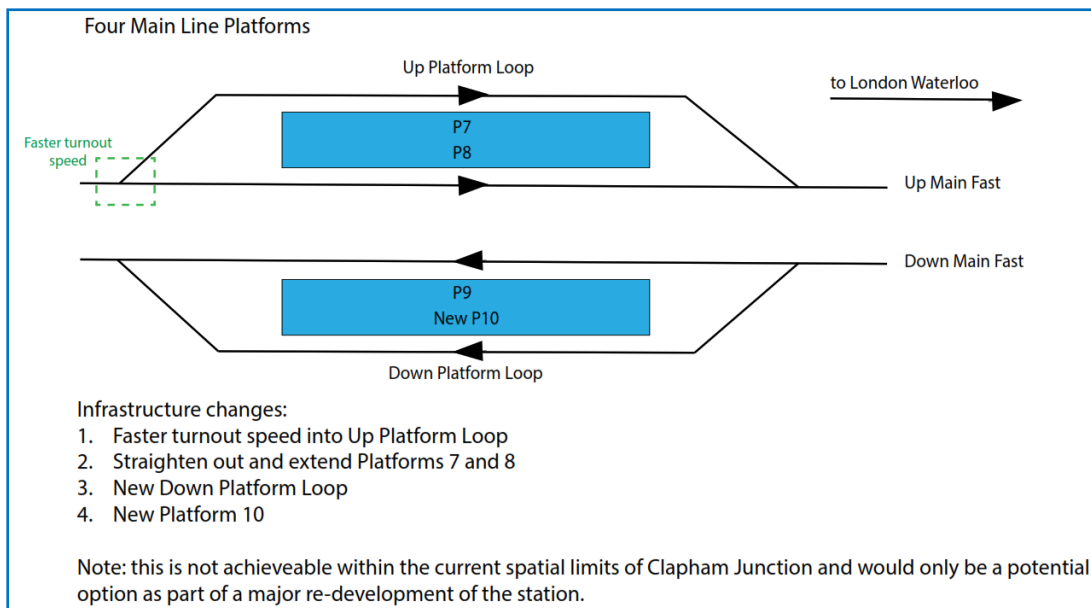 Four Main Line Platforms
Up Platform Loop
to London Waterloo
P7
P8
Faster turnout
speed
Up Main Fast
Down Main Fast
P9
New P10
Down Platform Loop
Infrastructure changes:
1. Faster turnout speed into Up Platform Loop
2. Straighten out and extend Platforms 7 and 8
3. New Down Platform Loop
4. New Platform 10
Note: this is not achieveable within the current spatial limits of Clapham Junction and would only be a potential
option as part of a major re-development of the station.